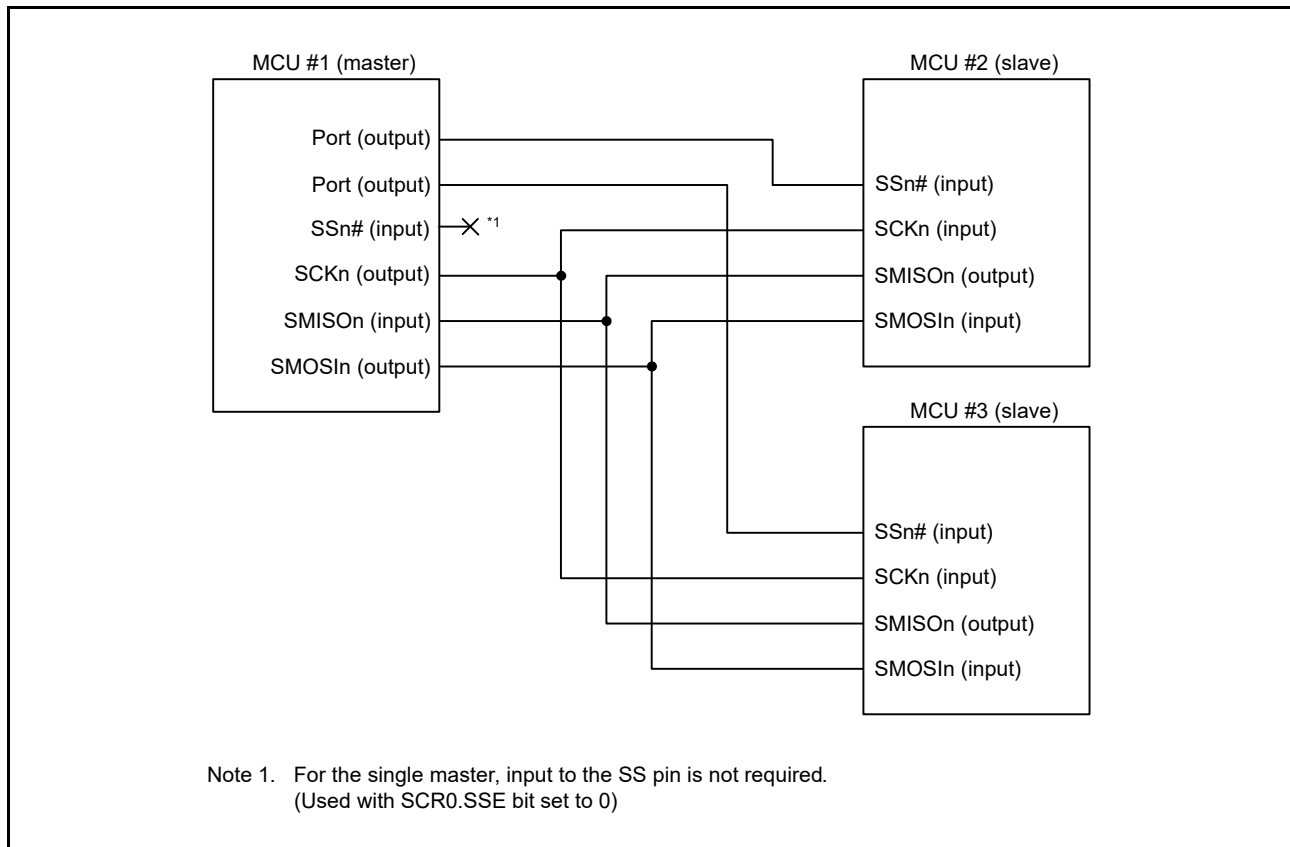 MCU #1 (master)
Port (output)
Port (output)
SSn# (input)
*1
SCKn (output)
SMISOn (input)
SMOSIn (output)
MCU #2 (slave)
SSn# (input)
SCKn (input)
SMISOn (output)
SMOSIn (input)
MCU #3 (slave)
SSn# (input)
SCKn (input)
SMISOn (output)
SMOSIn (input)
Note 1. For the single master, input to the SS pin is not required.
(Used with SCR0.SSE bit set to 0)